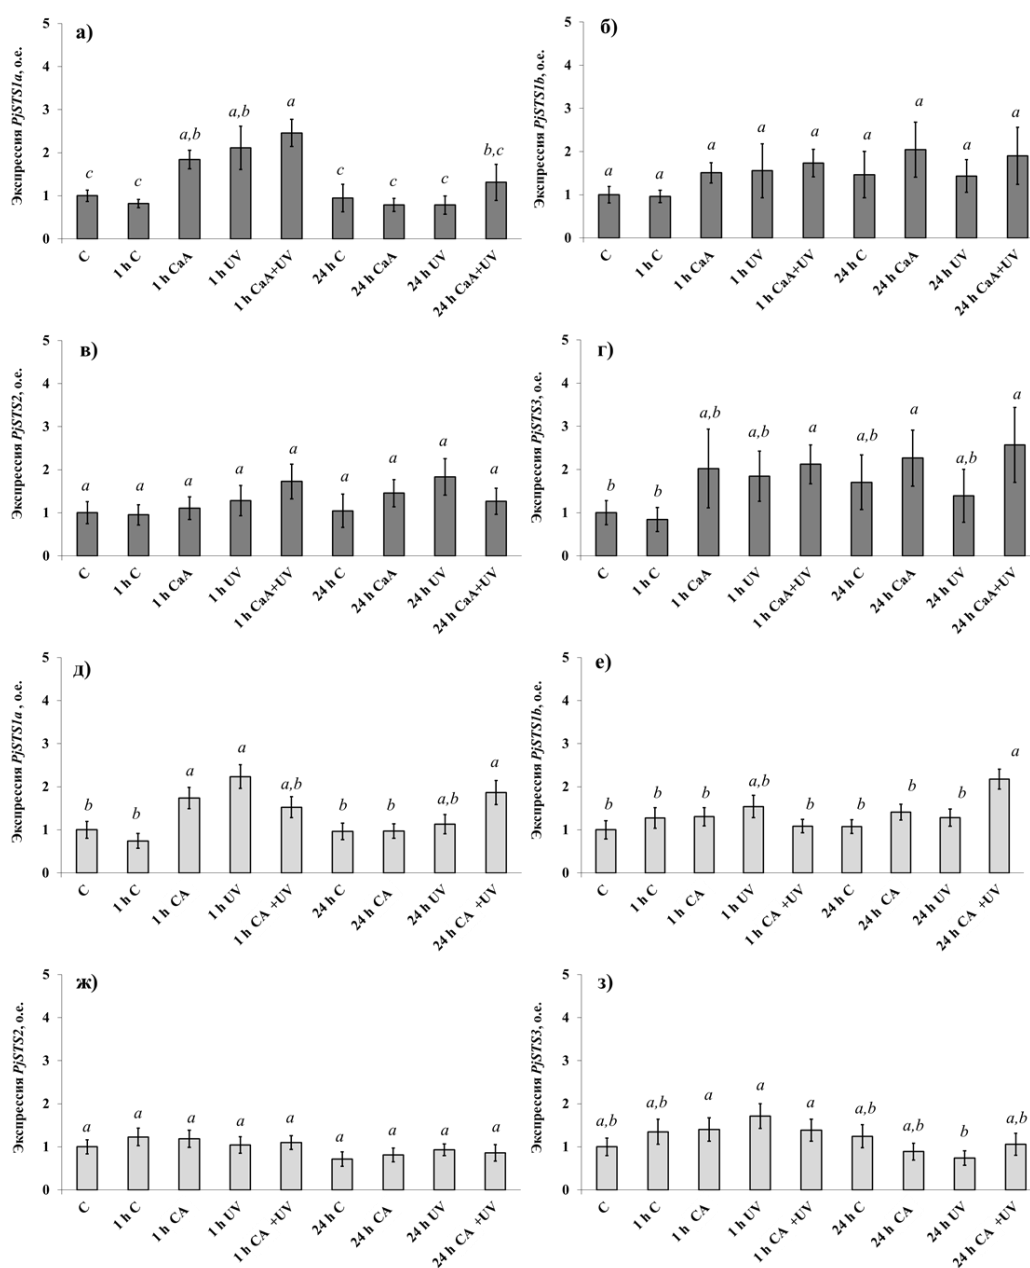 а)
Экспрессия PjSTS1a, о.е.
5
4
3
2
1
0
c
c
a,b
a,b
a
c
c
c
b,c
C
1 h C
1 h CaA
1 h UV
1 h CaA+UV
24 h C
24 h CaA
24 h UV
24 h CaA+UV
б)
Экспрессия PjSTS1b, о.е.
5
4
3
2
1
0
a
a
a
a
a
a
a
a
a
C
1 h C
1 h CaA
1 h UV
1 h CaA+UV
24 h C
24 h CaA
24 h UV
24 h CaA+UV
в)
Экспрессия PjSTS2, о.е.
5
4
3
2
1
0
a
a
a
a
a
a
a
a
a
C
1 h C
1 h CaA
1 h UV
1 h CaA+UV
24 h C
24 h CaA
24 h UV
24 h CaA+UV
г)
Экспрессия PjSTS3, о.е.
5
4
3
2
1
0
b
b
a,b
a,b
a
a,b
a
a,b
a
C
1 h C
1 h CaA
1 h UV
1 h CaA+UV
24 h C
24 h CaA
24 h UV
24 h CaA+UV
д)
Экспрессия PjSTS1a , о.е.
5
4
3
2
1
0
b
b
a
a
a,b
b
b
a,b
a
C
1 h C
1 h CA
1 h UV
1 h CA +UV
24 h C
24 h CA
24 h UV
24 h CA +UV
е)
Экспрессия PjSTS1b, о.е.
5
4
3
2
1
0
b
b
b
a,b
b
b
b
b
a
C
1 h C
1 h CA
1 h UV
1 h CA +UV
24 h C
24 h CA
24 h UV
24 h CA +UV
ж)
Экспрессия PjSTS2, о.е.
5
4
3
2
1
0
a
a
a
a
a
a
a
a
a
C
1 h C
1 h CA
1 h UV
1 h CA +UV
24 h C
24 h CA
24 h UV
24 h CA +UV
з)
Экспрессия PjSTS3, о.е.
5
4
3
2
1
0
a,b
a,b
a
a
a
a,b
a,b
b
a,b
C
1 h C
1 h CA
1 h UV
1 h CA +UV
24 h C
24 h CA
24 h UV
24 h CA +UV